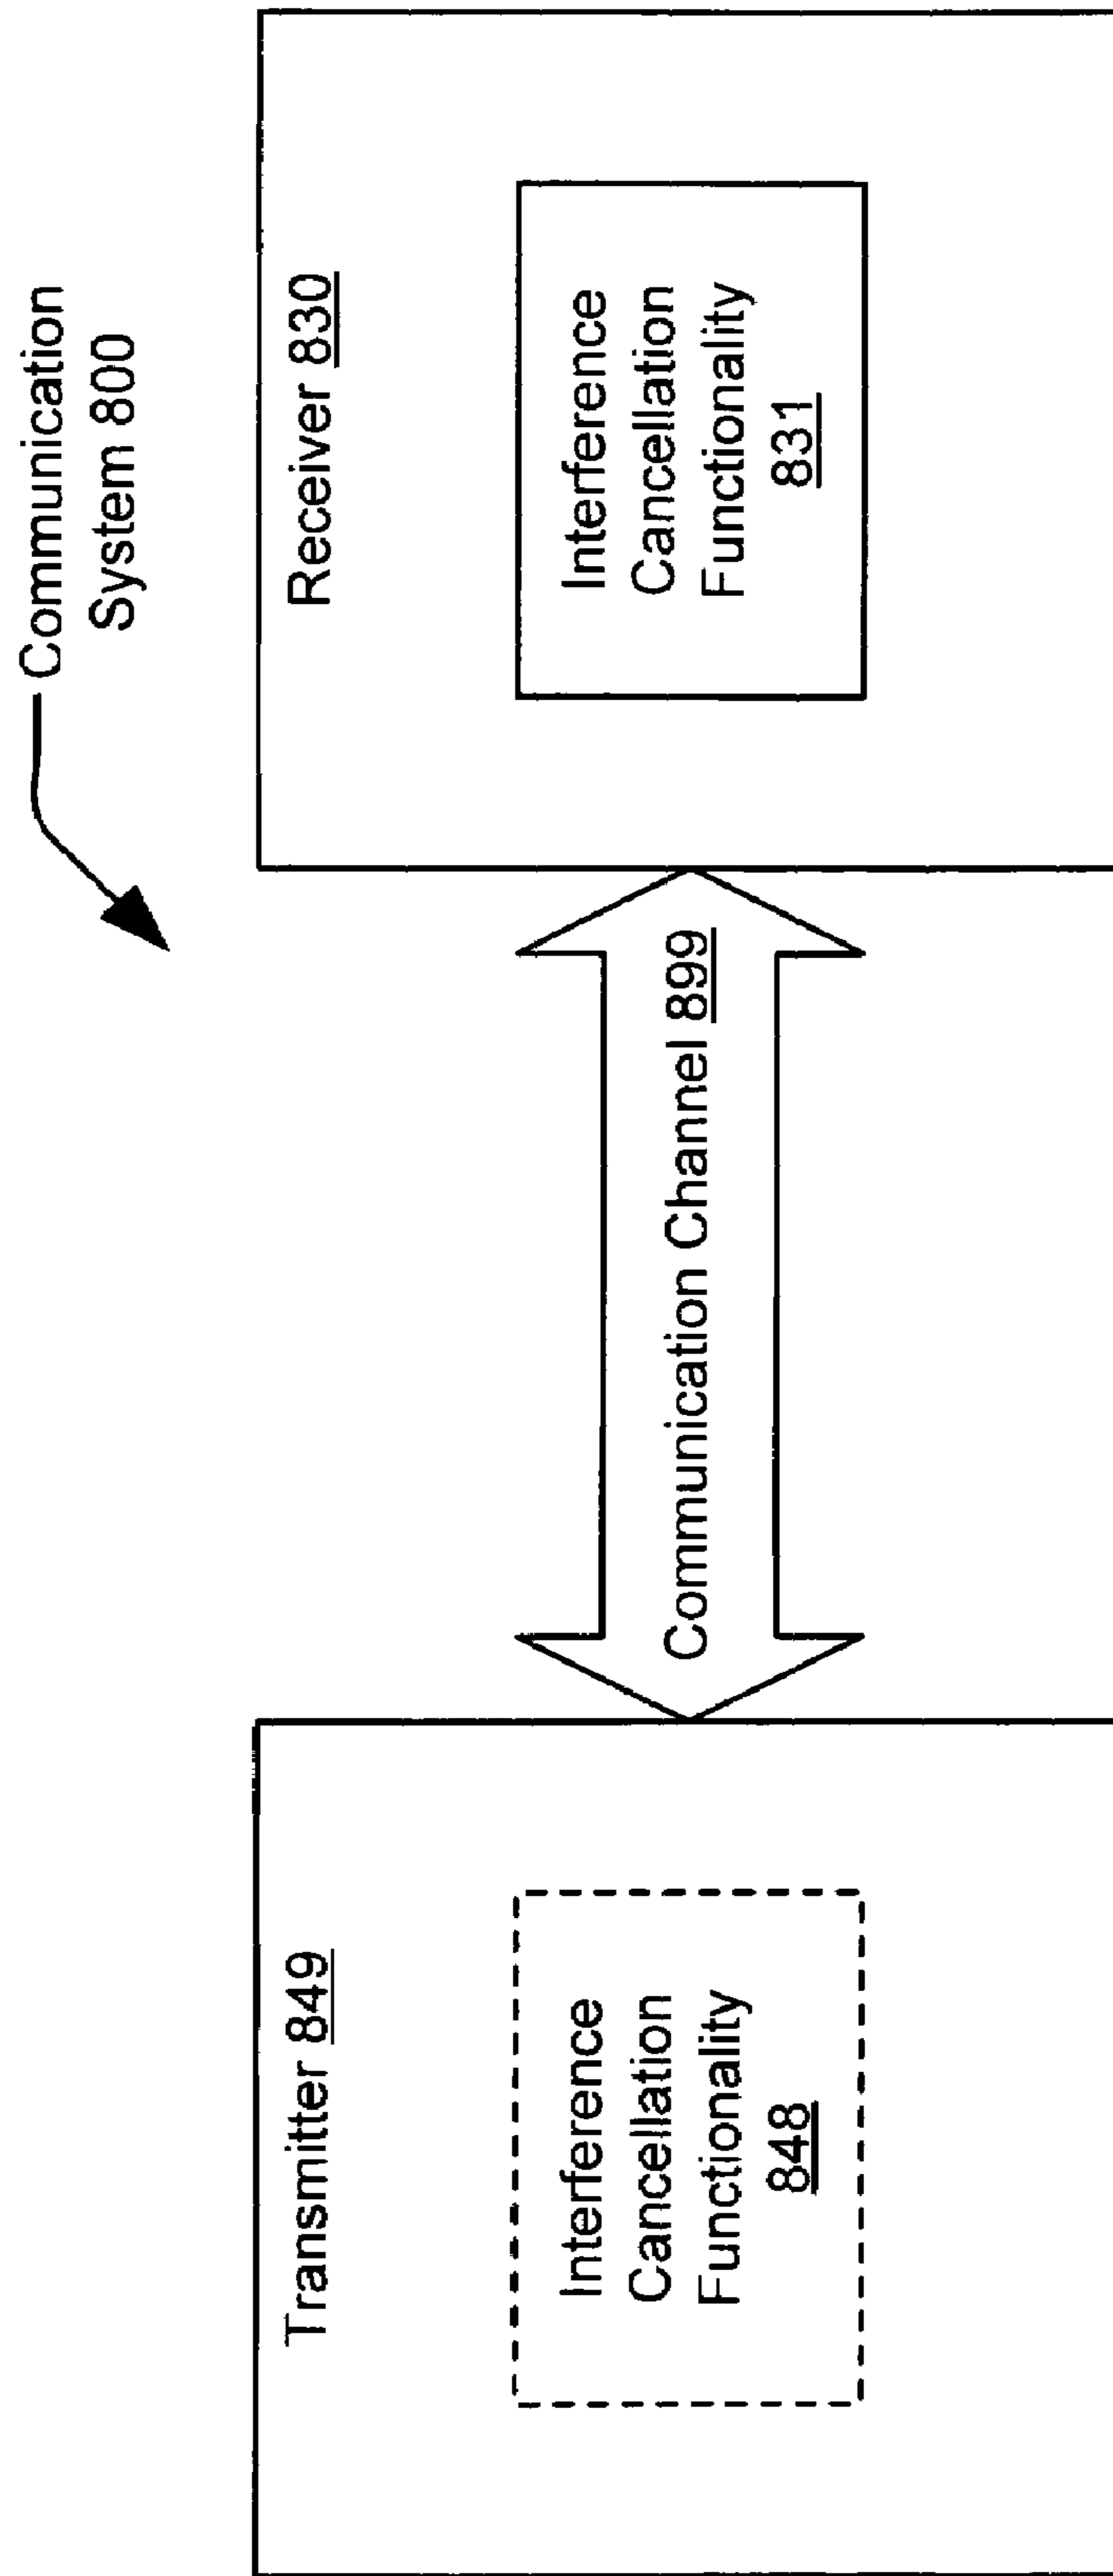 Communication
System 800
Transmitter 849
Interference
Cancellation
Functionality
848
Communication Channel 899
Receiver 830
Interference
Cancellation
Functionality
831